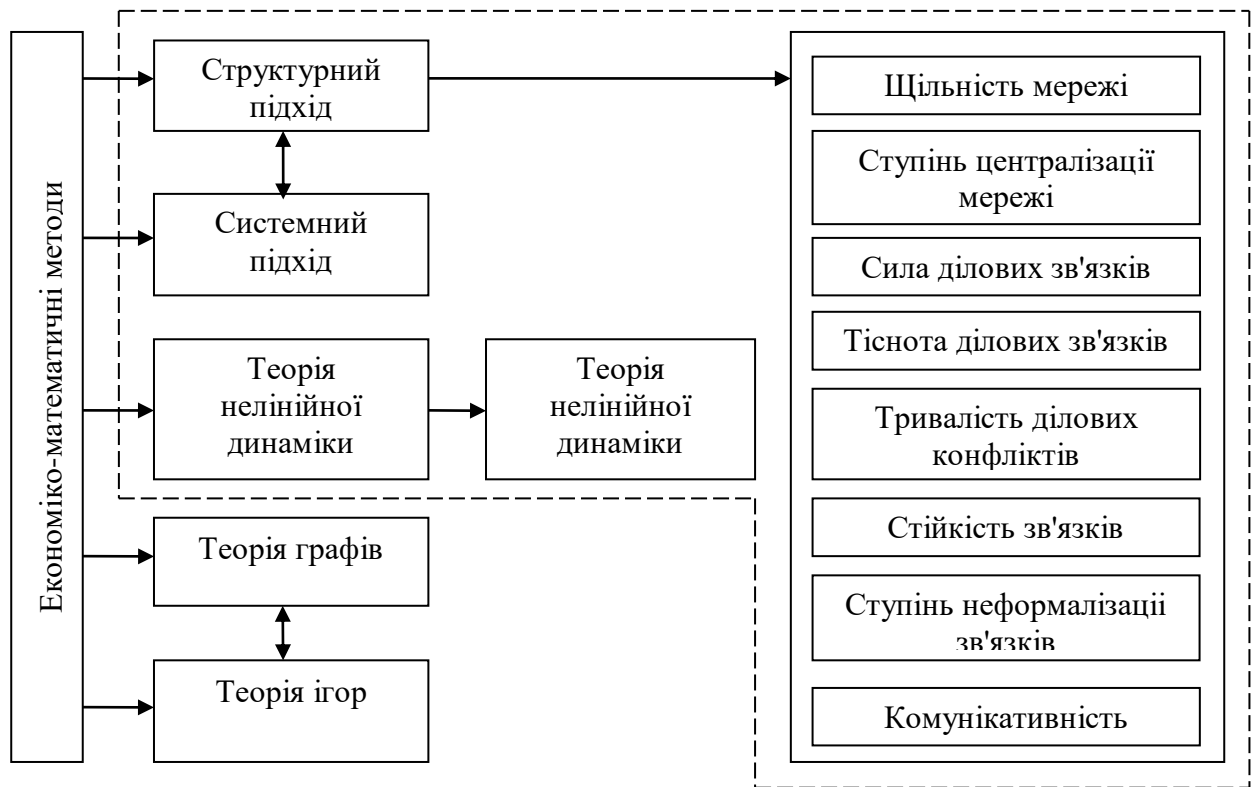 Економіко-математичні методи
Структурний
підхід
Системний
підхід
Теорія
нелінійної
динаміки
Теорія
нелінійної
динаміки
Теорія графів
Теорія ігор
Щільність мережі
Ступінь централізації
мережі
Сила ділових зв'язків
Тіснота ділових зв'язків
Тривалість ділових
конфліктів
Стійкість зв'язків
Ступінь неформалізаціі
зв'язків
Комунікативність